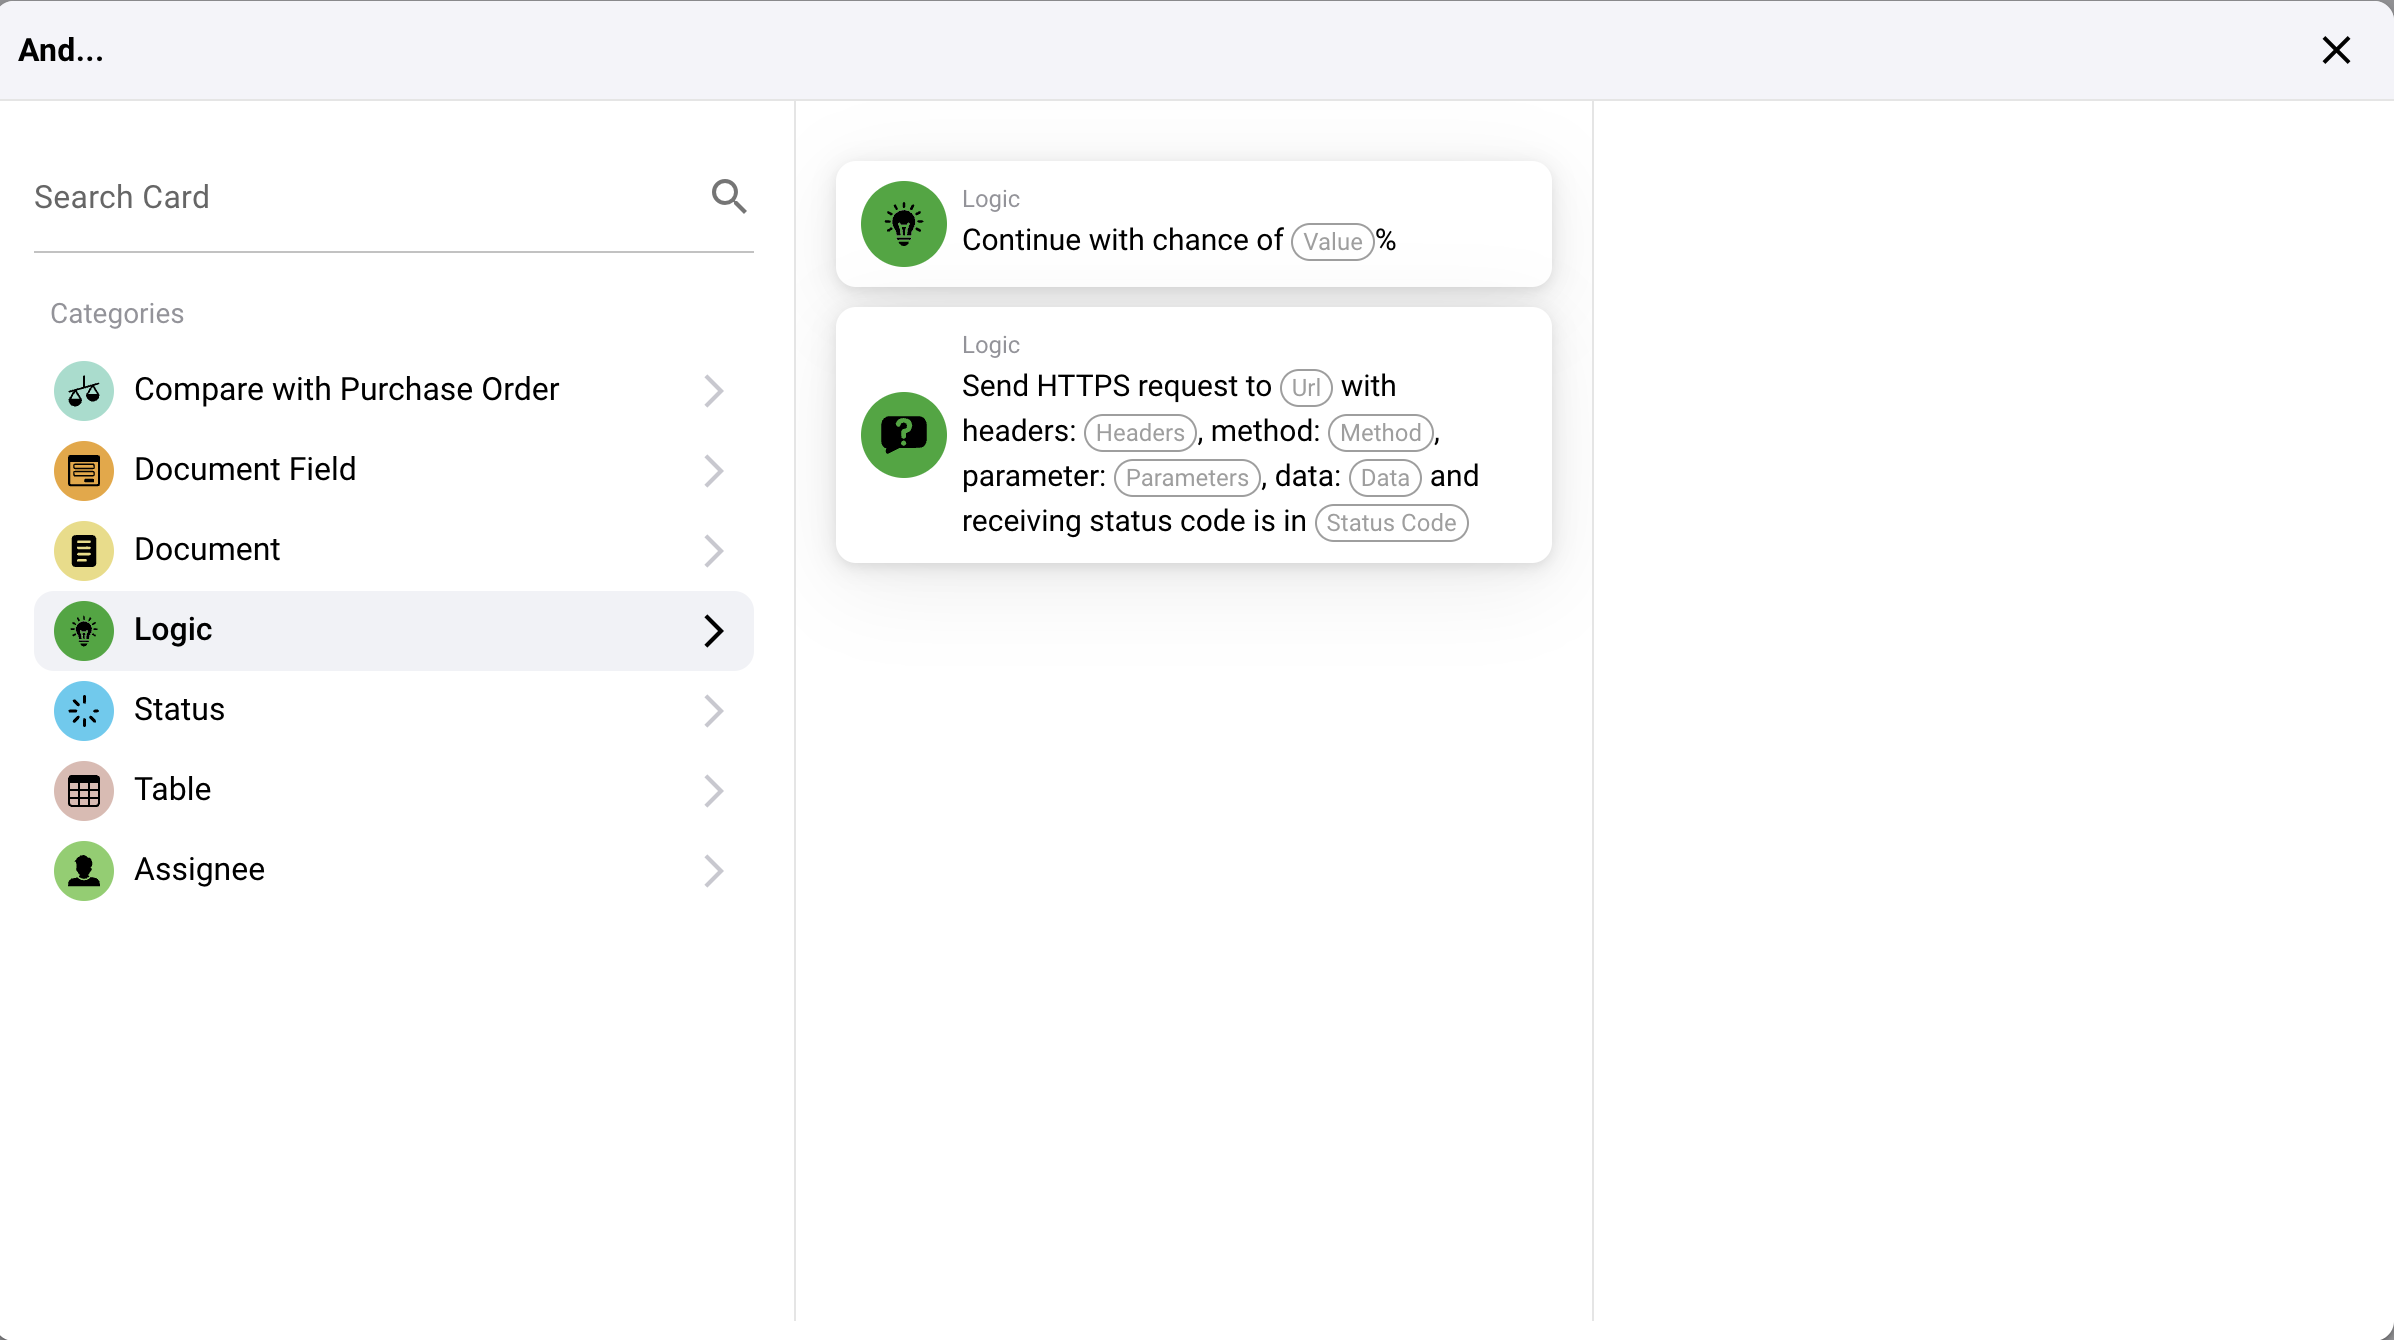 And...
Search Card
Categories
Compare with Purchase Order
Document Field
Document
Logic
Status
Table
Assignee
Logic
Continue with chance of Value%
Logic
Send HTTPS request to Url with
headers: Headers, method: Method,
parameter: Parameters, data: Data and
receiving status code is in Status Code